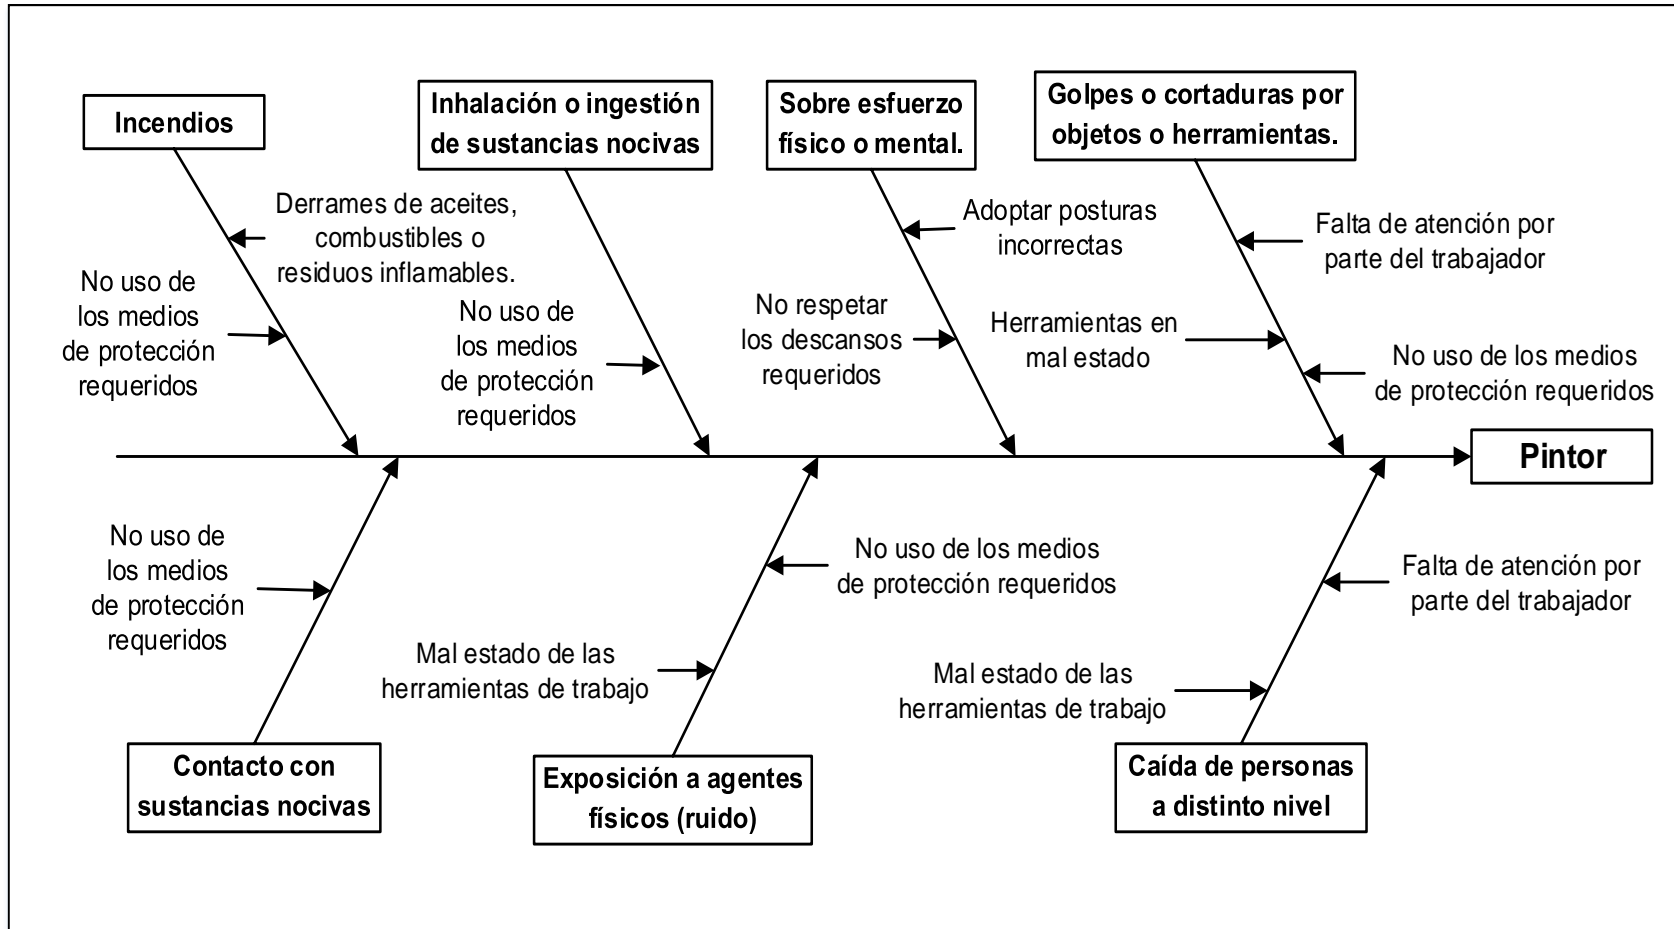 Incendios
Derrames de aceites,
combustibles o
residuos inflamables.
No uso de
los medios
de protección
requeridos
Inhalación o ingestión
de sustancias nocivas
No uso de
los medios
de protección
requeridos
Sobre esfuerzo
físico o mental.
Adoptar posturas
incorrectas
No respetar
los descansos
requeridos
Golpes o cortaduras por
objetos o herramientas.
Falta de atención por
parte del trabajador
Herramientas en
mal estado
No uso de los medios
de protección requeridos
Pintor
No uso de
los medios
de protección
requeridos
Contacto con
sustancias nocivas
No uso de los medios
de protección requeridos
Mal estado de las
herramientas de trabajo
Exposición a agentes
físicos (ruido)
Falta de atención por
parte del trabajador
Mal estado de las
herramientas de trabajo
Caída de personas
a distinto nivel